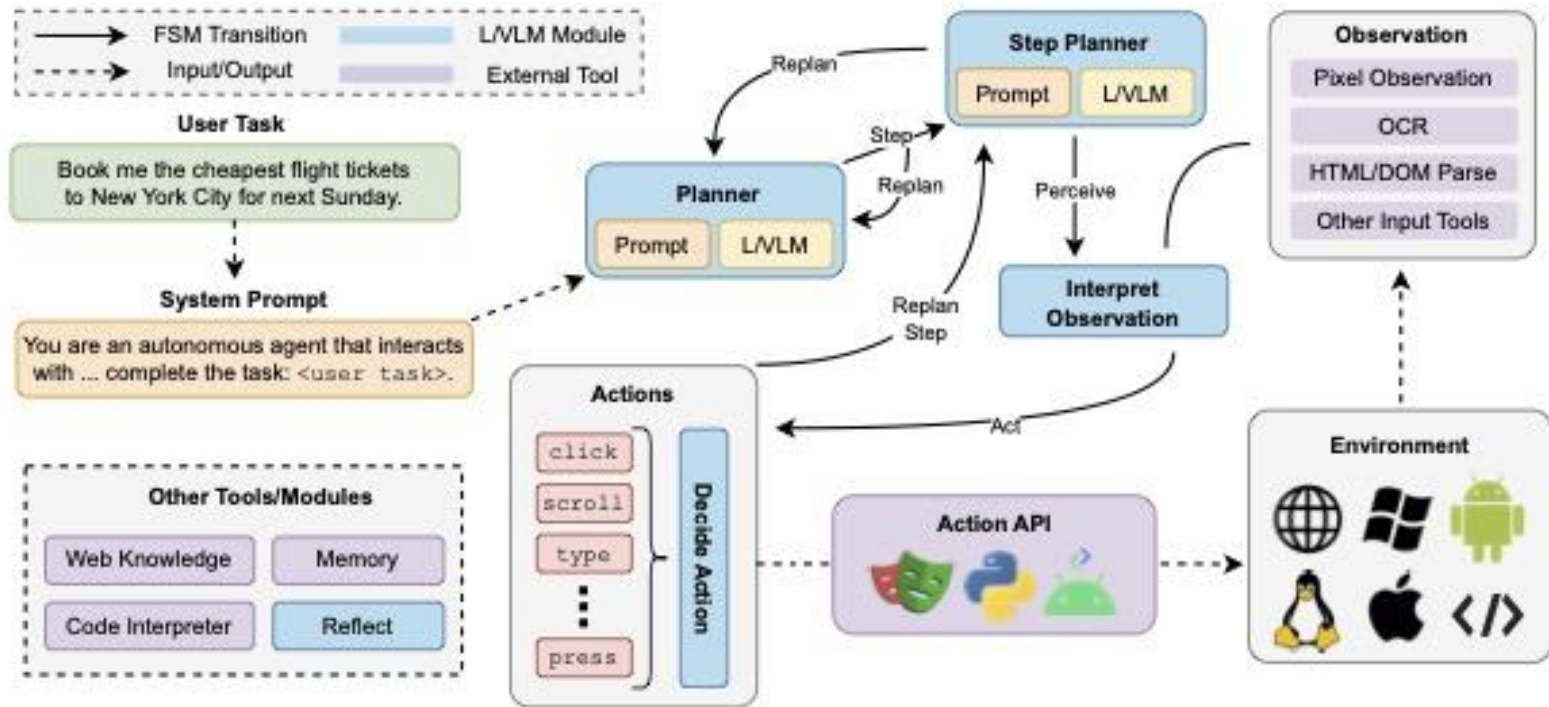 FSM Transition
L/VLM Module
Input/Output
External Tool
User Task
Book me the cheapest flight tickets
to New York City for next Sunday.
System Prompt
You are an autonomous agent that interacts
with ... complete the task: <user task>.
Other Tools/Modules
Web Knowledge
Memory
Code Interpreter
Reflect
Planner
Prompt
L/VLM
Replan
Step
Replan
Step Planner
Prompt
L/VLM
Perceive
Interpret
Observation
Replan
Step
Act
Actions
click
scroll
type
press
Decide Action
Action API
Observation
Pixel Observation
OCR
HTML/DOM Parse
Other Input Tools
Environment